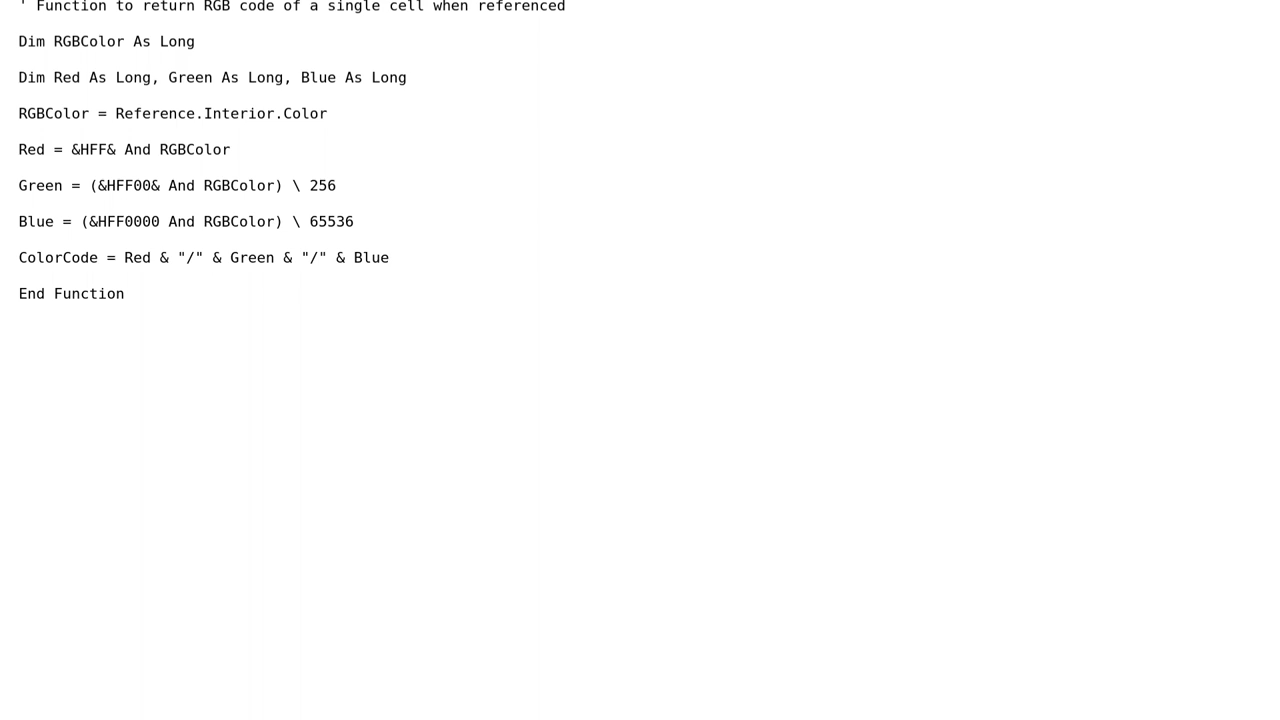 ' Function to return RGB code of a single cell when referenced
Dim RGBColor As Long
Dim Red As Long, Green As Long, Blue As Long
RGBColor = Reference.Interior.Color
Red = &HFF& And RGBColor
Green = (&HFF00& And RGBColor) \ 256
Blue = (&HFF0000 And RGBColor) \ 65536
ColorCode = Red & "/" & Green & "/" & Blue
End Function